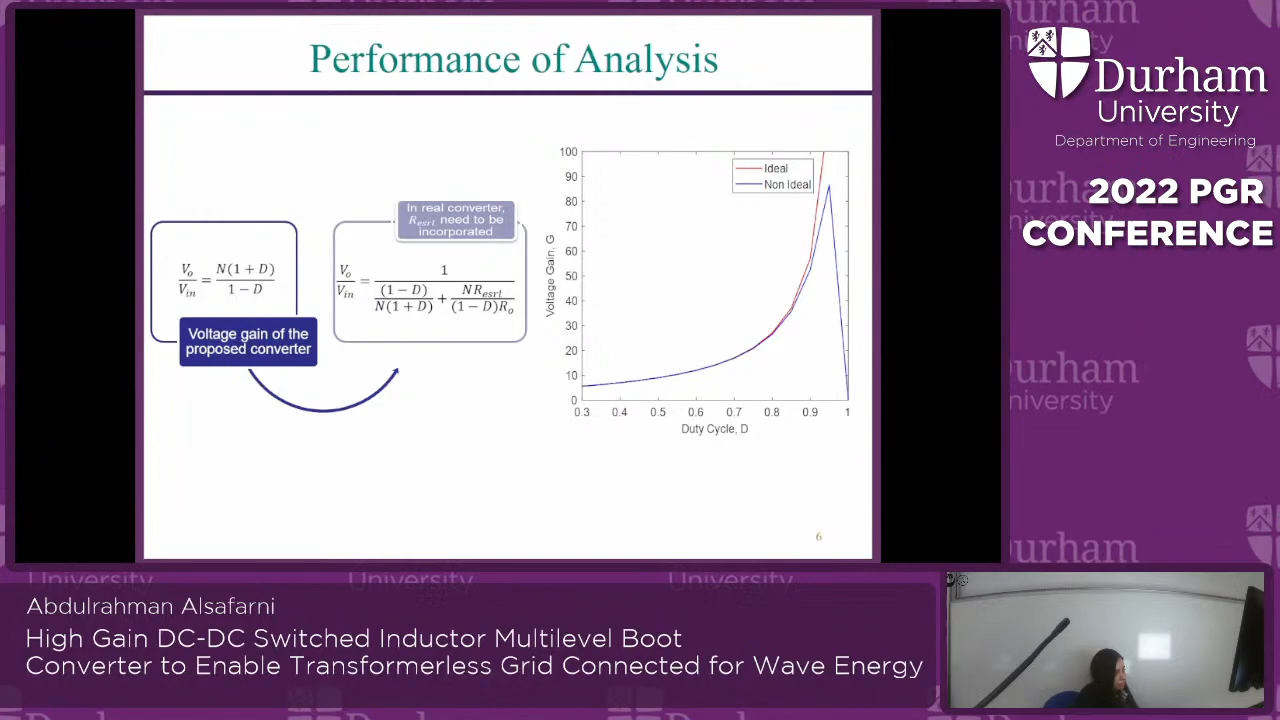 Performance of Analysis
In real converter,
R_esrl need to be
incorporated
V_o/V_in = N(1 + D)/(1 − D)
V_o/V_in = 1/((1 − D)/(N(1 + D)) + NR_esrl/((1 − D)R_o))
Voltage gain of the
proposed converter
Ideal
Non Ideal
100
90
80
70
60
50
40
30
20
10
0
Voltage Gain, G
0.3 0.4 0.5 0.6 0.7 0.8 0.9 1
Duty Cycle, D
6
Durham
University
Department of Engineering
2022 PGR
CONFERENCE
Abdulrahman Alsafarni
High Gain DC-DC Switched Inductor Multilevel Boot
Converter to Enable Transformerless Grid Connected for Wave Energy